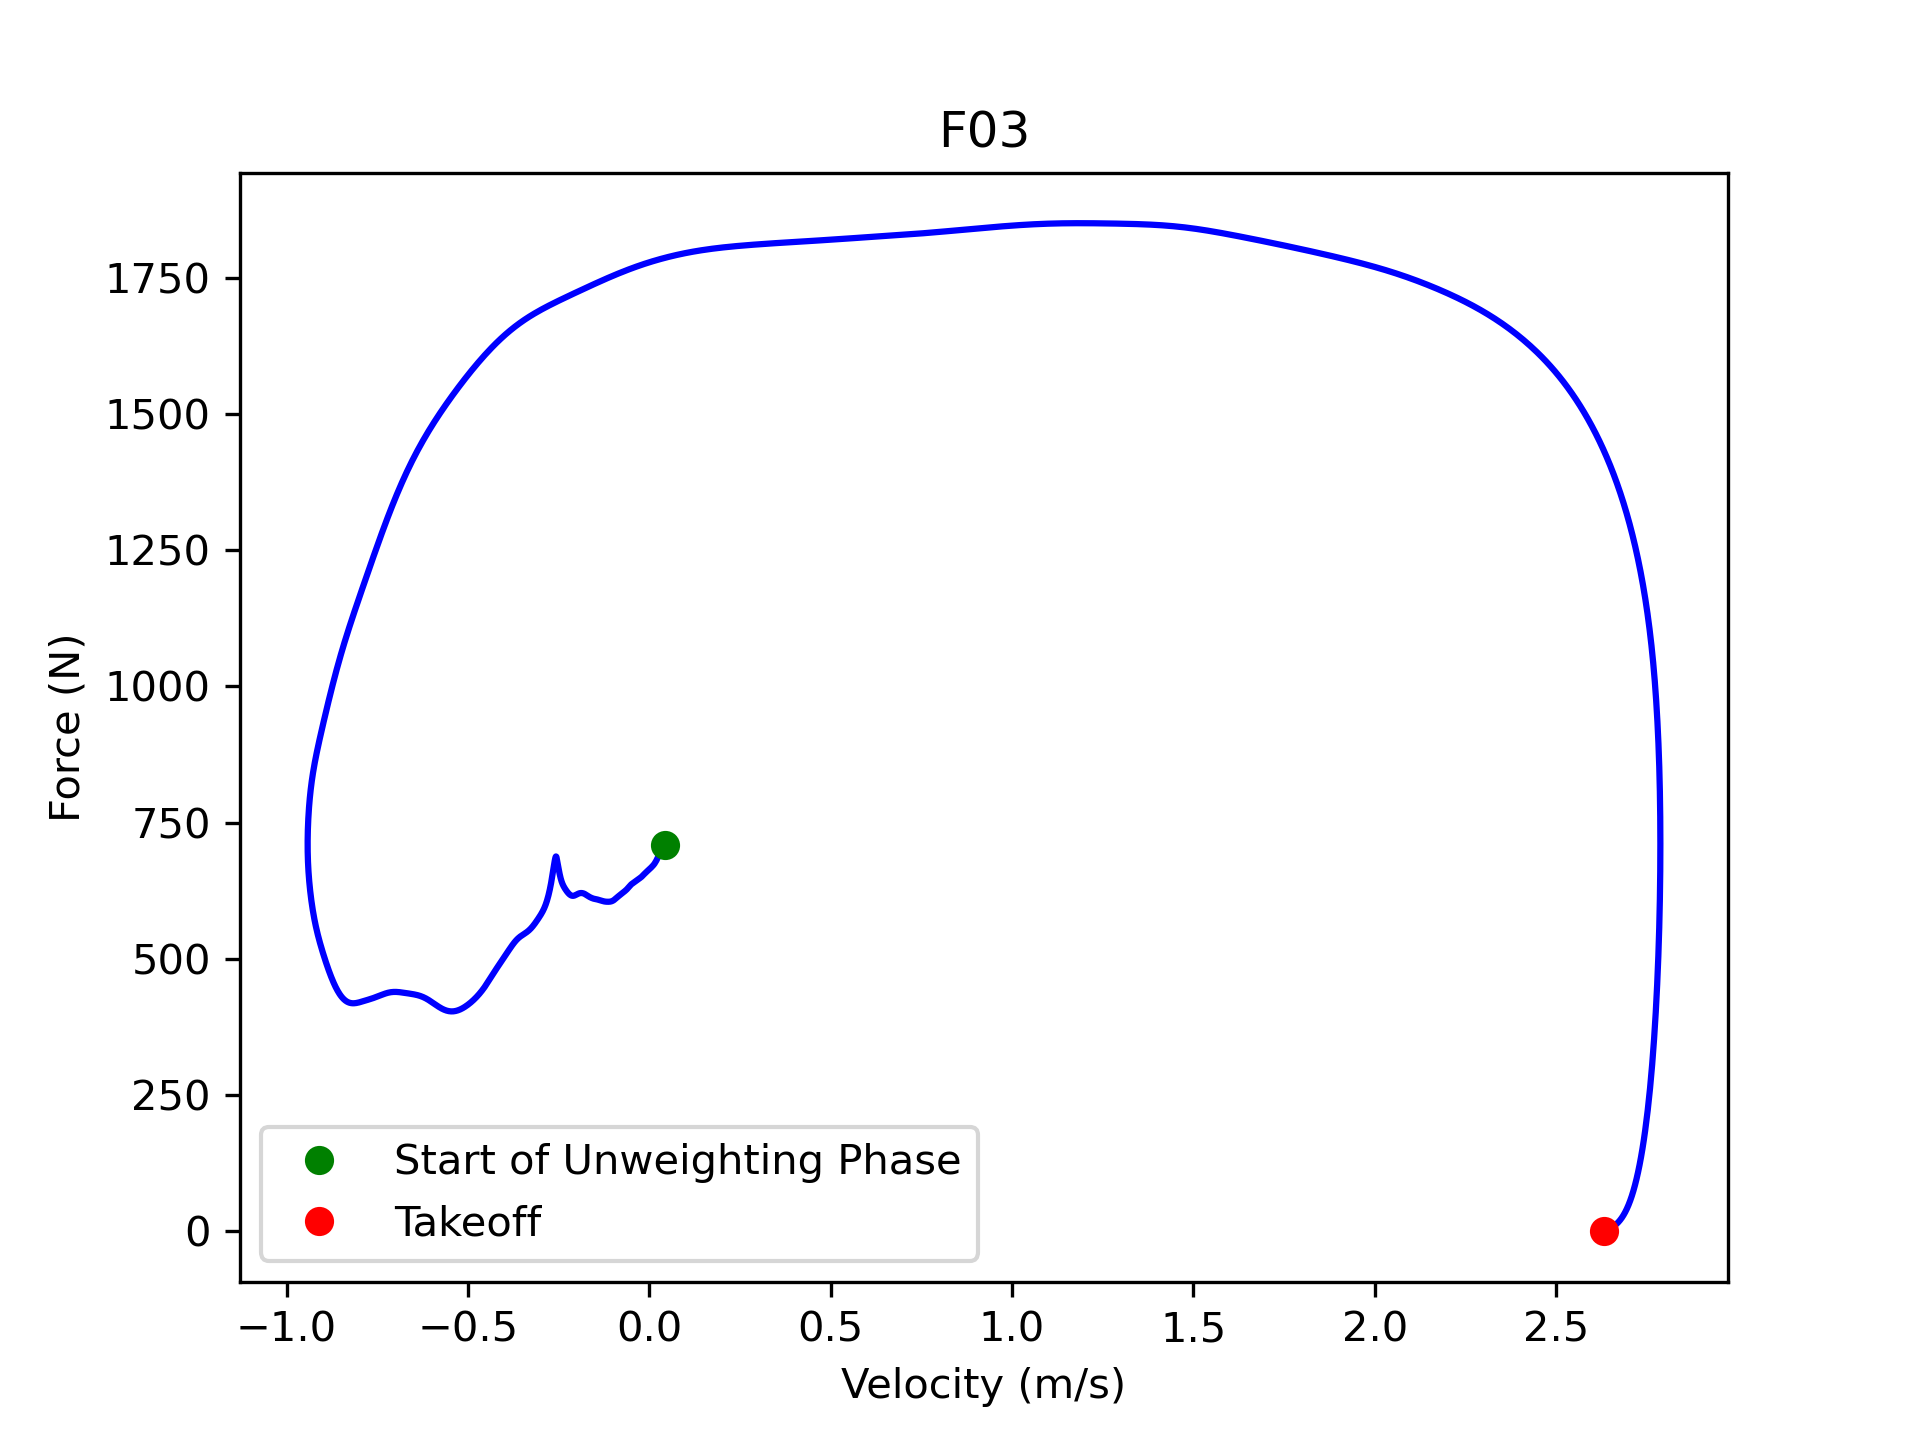 F03
Force (N)
1750
1500
1250
1000
750
500
250
0
Start of Unweighting Phase
Takeoff
−1.0 −0.5 0.0 0.5 1.0 1.5 2.0 2.5
Velocity (m/s)